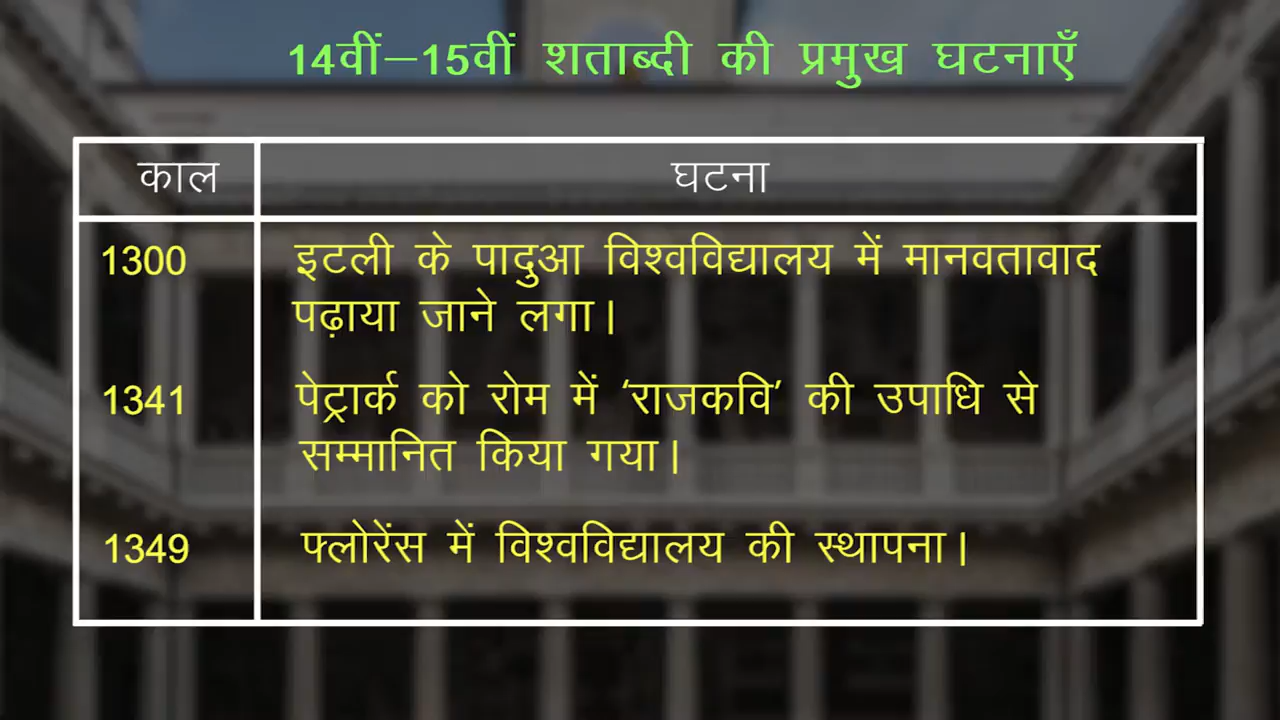 14वीं–15वीं शताब्दी की प्रमुख घटनाएँ
काल घटना
1300 इटली के पादुआ विश्वविद्यालय में मानवतावाद
पढ़ाया जाने लगा।
1341 पेट्रार्क को रोम में ‘राजकवि’ की उपाधि से
सम्मानित किया गया।
1349 फ्लोरेंस में विश्वविद्यालय की स्थापना।